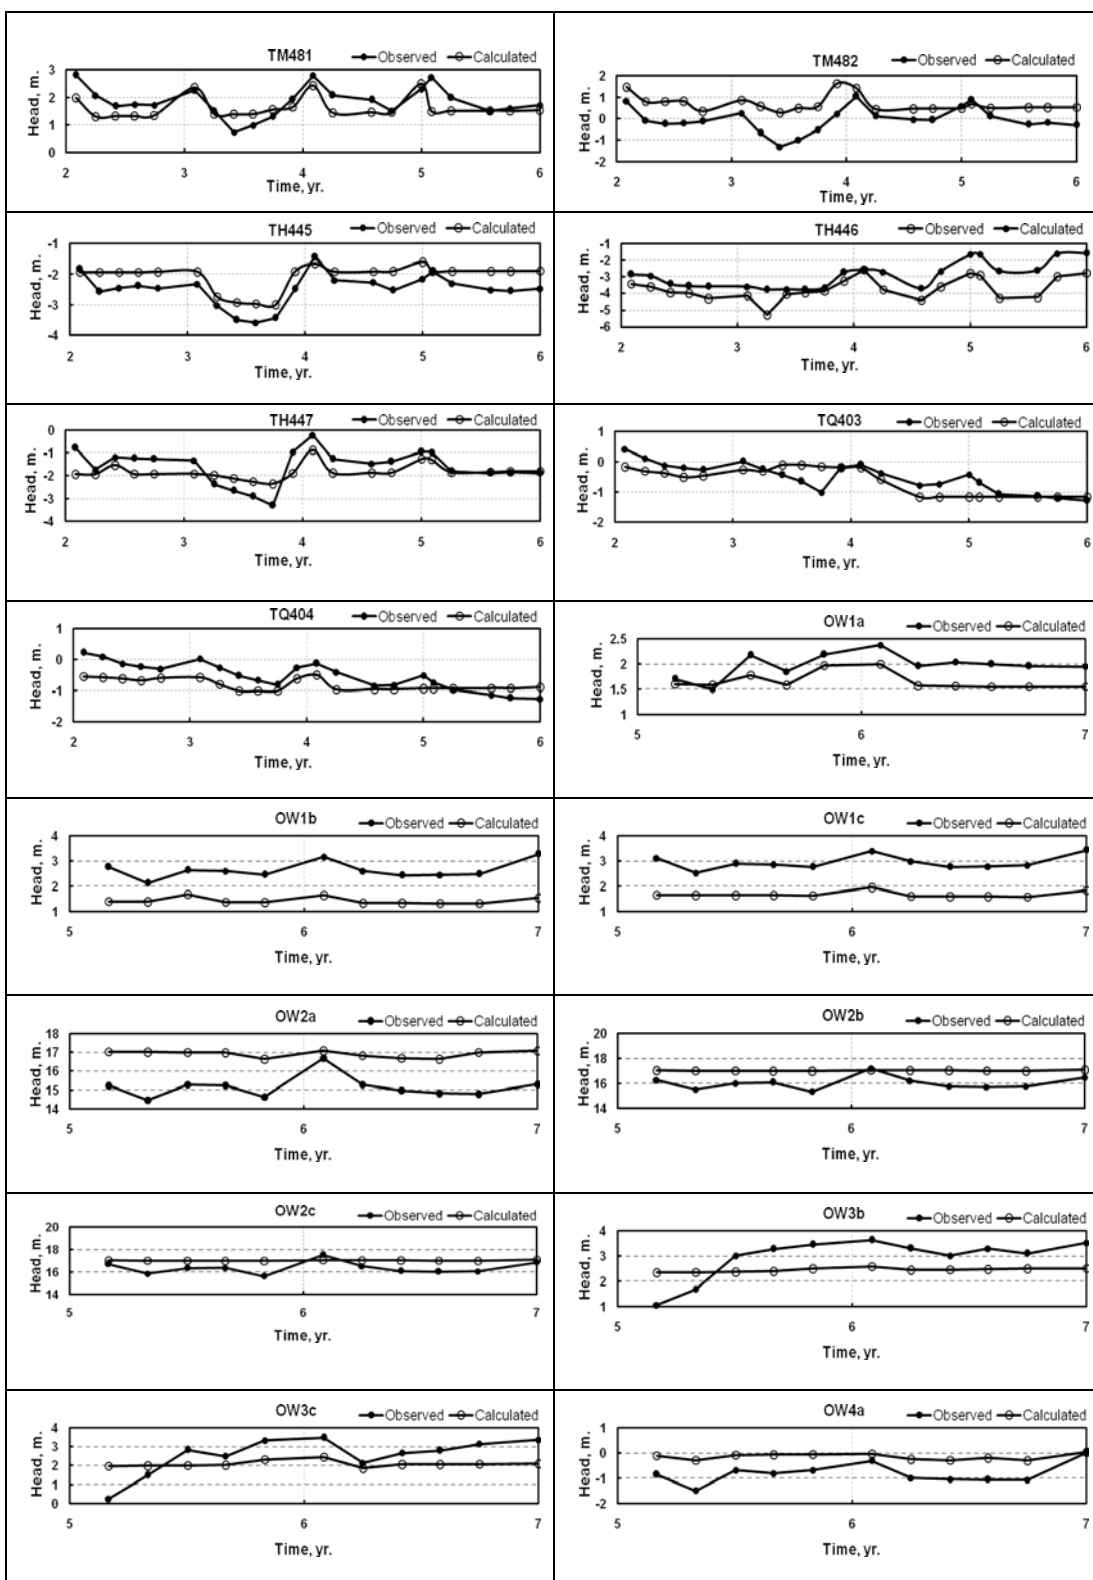 TM481 Observed Calculated
Head, m.
3
2
1
0
2 3 4 5 6
Time, yr.
TM482 Observed Calculated
Head, m.
2
1
0
-1
-2
2 3 4 5 6
Time, yr.
TH445 Observed Calculated
Head, m.
-1
-2
-3
-4
2 3 4 5 6
Time, yr.
TH446 Observed Calculated
Head, m.
-1
-2
-3
-4
-5
-6
2 3 4 5 6
Time, yr.
TH447 Observed Calculated
Head, m.
0
-1
-2
-3
-4
2 3 4 5 6
Time, yr.
TQ403 Observed Calculated
Head, m.
1
0
-1
-2
2 3 4 5 6
Time, yr.
TQ404 Observed Calculated
Head, m.
1
0
-1
-2
2 3 4 5 6
Time, yr.
OW1a Observed Calculated
Head, m.
2.5
2
1.5
1
5 6 7
Time, yr.
OW1b Observed Calculated
Head, m.
4
3
2
1
5 6 7
Time, yr.
OW1c Observed Calculated
Head, m.
4
3
2
1
5 6 7
Time, yr.
OW2a Observed Calculated
Head, m.
18
17
16
15
14
5 6 7
Time, yr.
OW2b Observed Calculated
Head, m.
20
18
16
14
5 6 7
Time, yr.
OW2c Observed Calculated
Head, m.
20
18
16
14
5 6 7
Time, yr.
OW3b Observed Calculated
Head, m.
4
3
2
1
5 6 7
Time, yr.
OW3c Observed Calculated
Head, m.
4
3
2
1
0
5 6 7
Time, yr.
OW4a Observed Calculated
Head, m.
1
0
-1
-2
5 6 7
Time, yr.